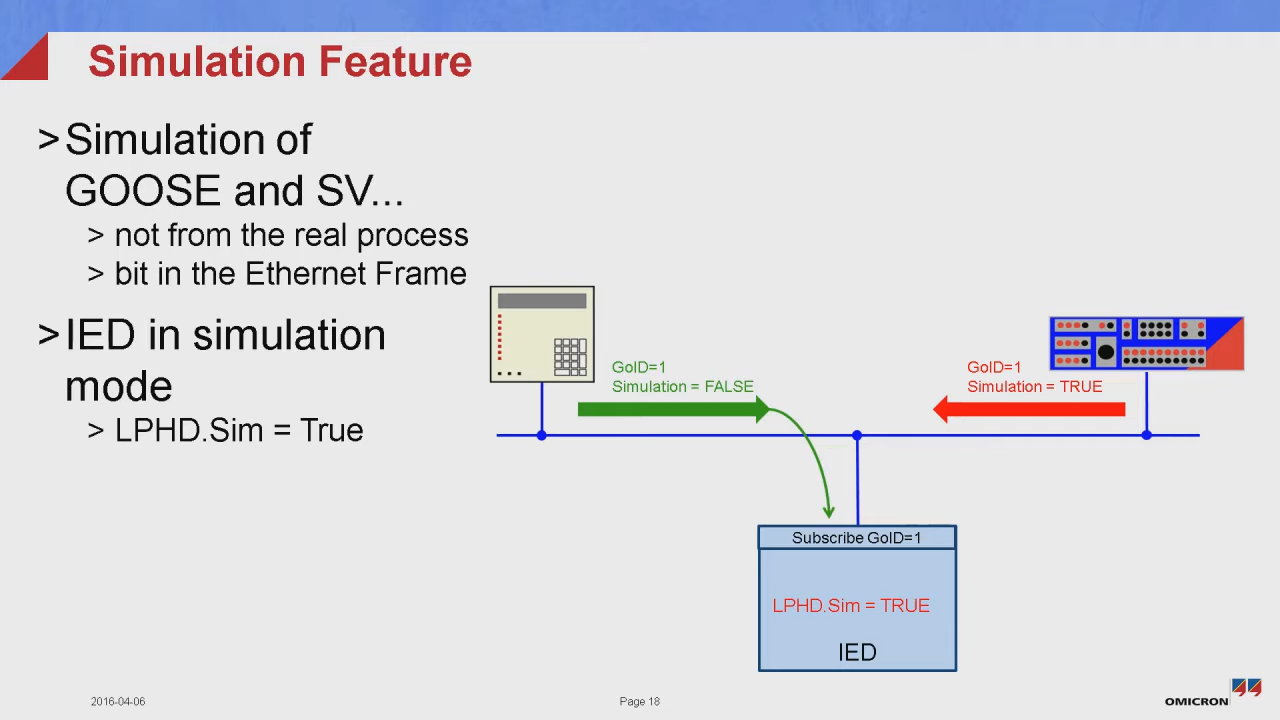 Simulation Feature
>Simulation of
GOOSE and SV...
> not from the real process
> bit in the Ethernet Frame
>IED in simulation
mode
> LPHD.Sim = True
GoID=1
Simulation = FALSE
GoID=1
Simulation = TRUE
Subscribe GoID=1
LPHD.Sim = TRUE
IED
2016-04-06
Page 18
OMICRON